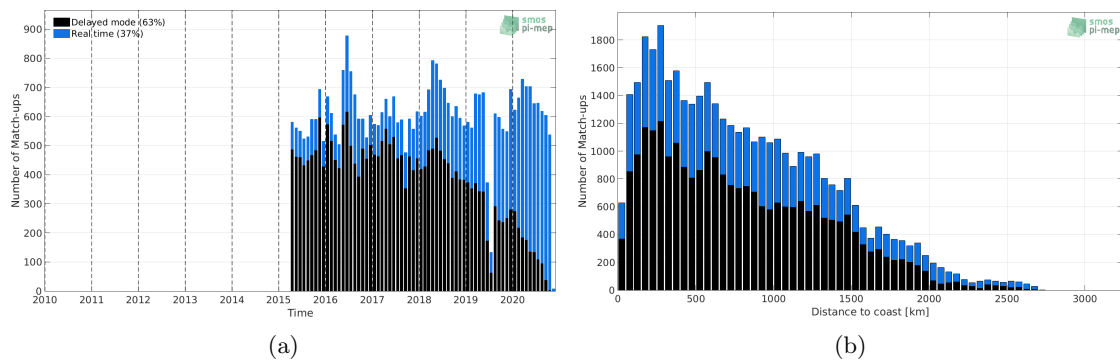 Delayed mode (63%)
Real time (37%)
smos
pi-mep
Number of Match-ups
900
800
700
600
500
400
300
200
100
0
2010 2011 2012 2013 2014 2015 2016 2017 2018 2019 2020
Time
(a)
smos
pi-mep
Number of Match-ups
1800
1600
1400
1200
1000
800
600
400
200
0
0 500 1000 1500 2000 2500 3000
Distance to coast [km]
(b)